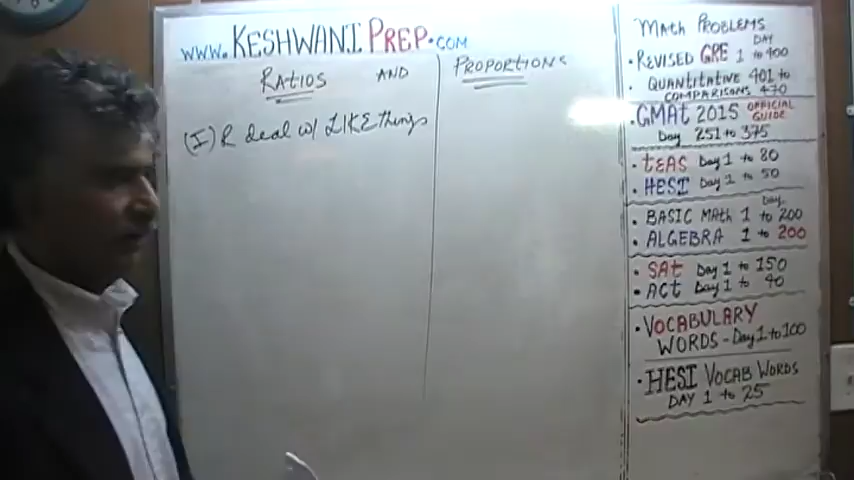 www.KESHWANIPREP.COM
RATIOS AND PROPORTIONS
(I) R deal w/ LIKE things
MATH PROBLEMS
DAY
• REVISED GRE 1 to 400
• QUANTITATIVE 401 to
COMPARISONS 470
• GMAT 2015 OFFICIAL GUIDE
Day 251 to 375
• TEAS Day 1 to 80
• HESI Day 1 to 50
Day
• BASIC MATH 1 to 200
• ALGEBRA 1 to 200
• SAT Day 1 to 150
• ACT Day 1 to 40
• VOCABULARY
WORDS - Day 1 to 100
• HESI VOCAB WORDS
DAY 1 to 25